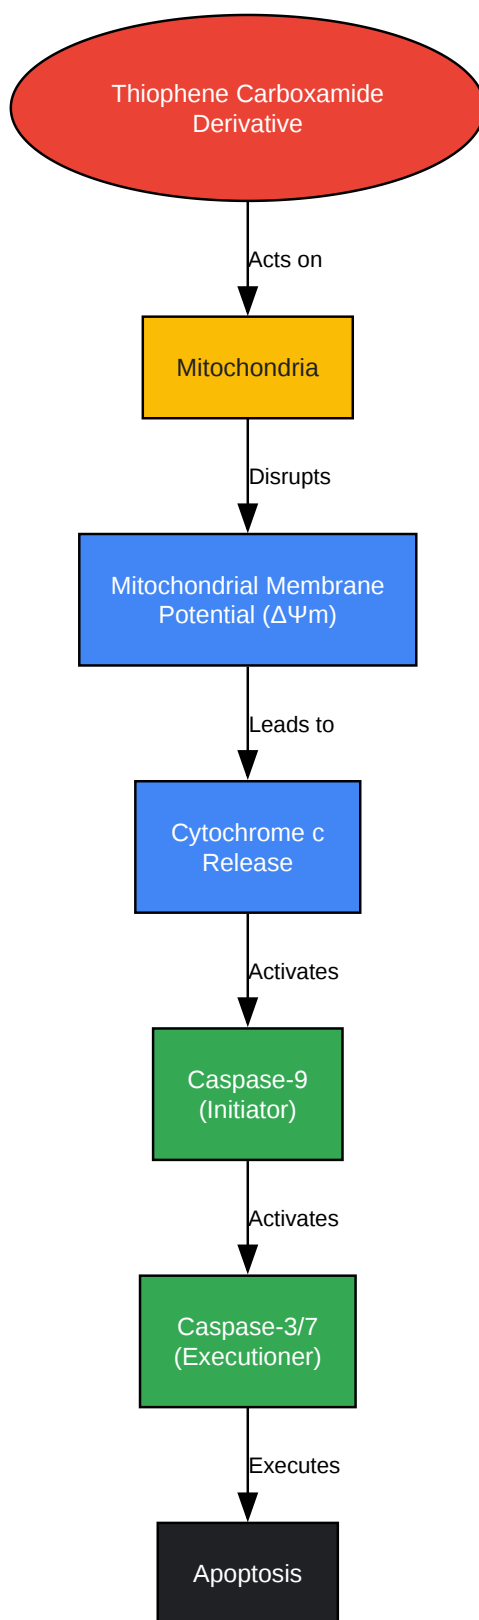 Thiophene Carboxamide
Derivative
Acts on
Mitochondria
Disrupts
Mitochondrial Membrane
Potential (ΔΨm)
Leads to
Cytochrome c
Release
Activates
Caspase-9
(Initiator)
Activates
Caspase-3/7
(Executioner)
Executes
Apoptosis